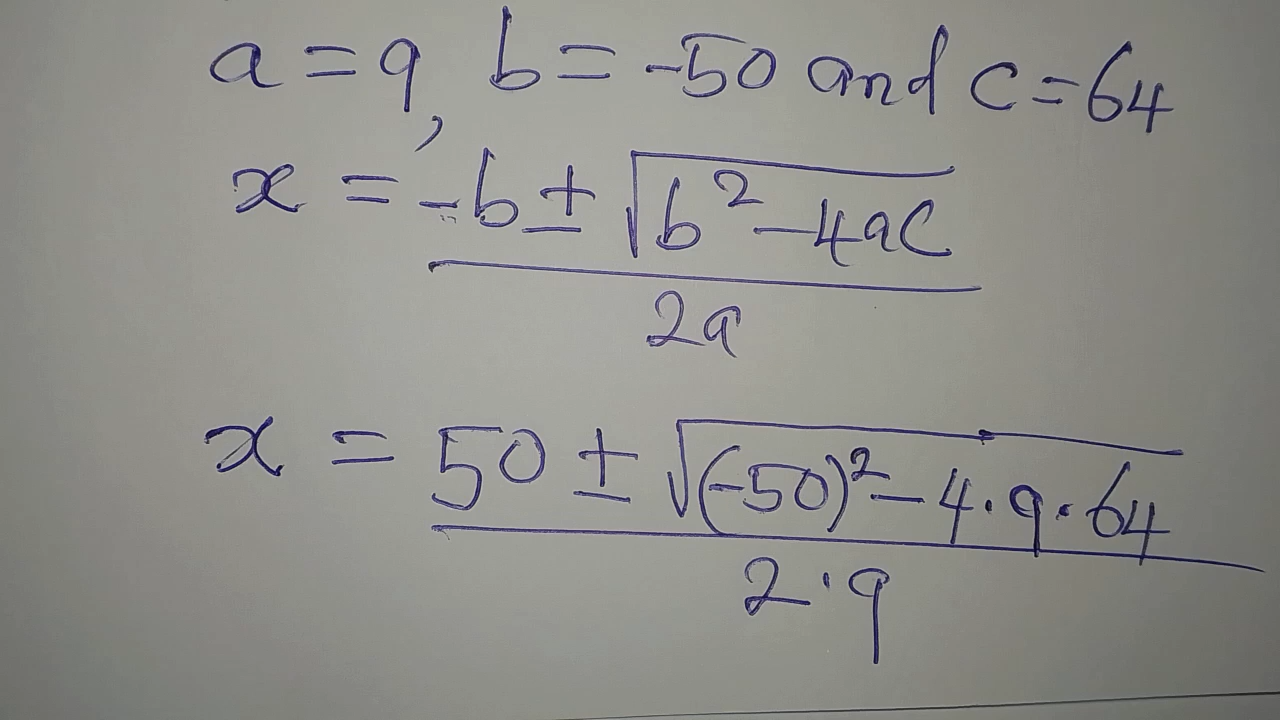 a = 9, b = -50 and c = 64
x = -b ± √(b² - 4ac)
2a
x = 50 ± √((-50)² - 4·9·64)
2·9